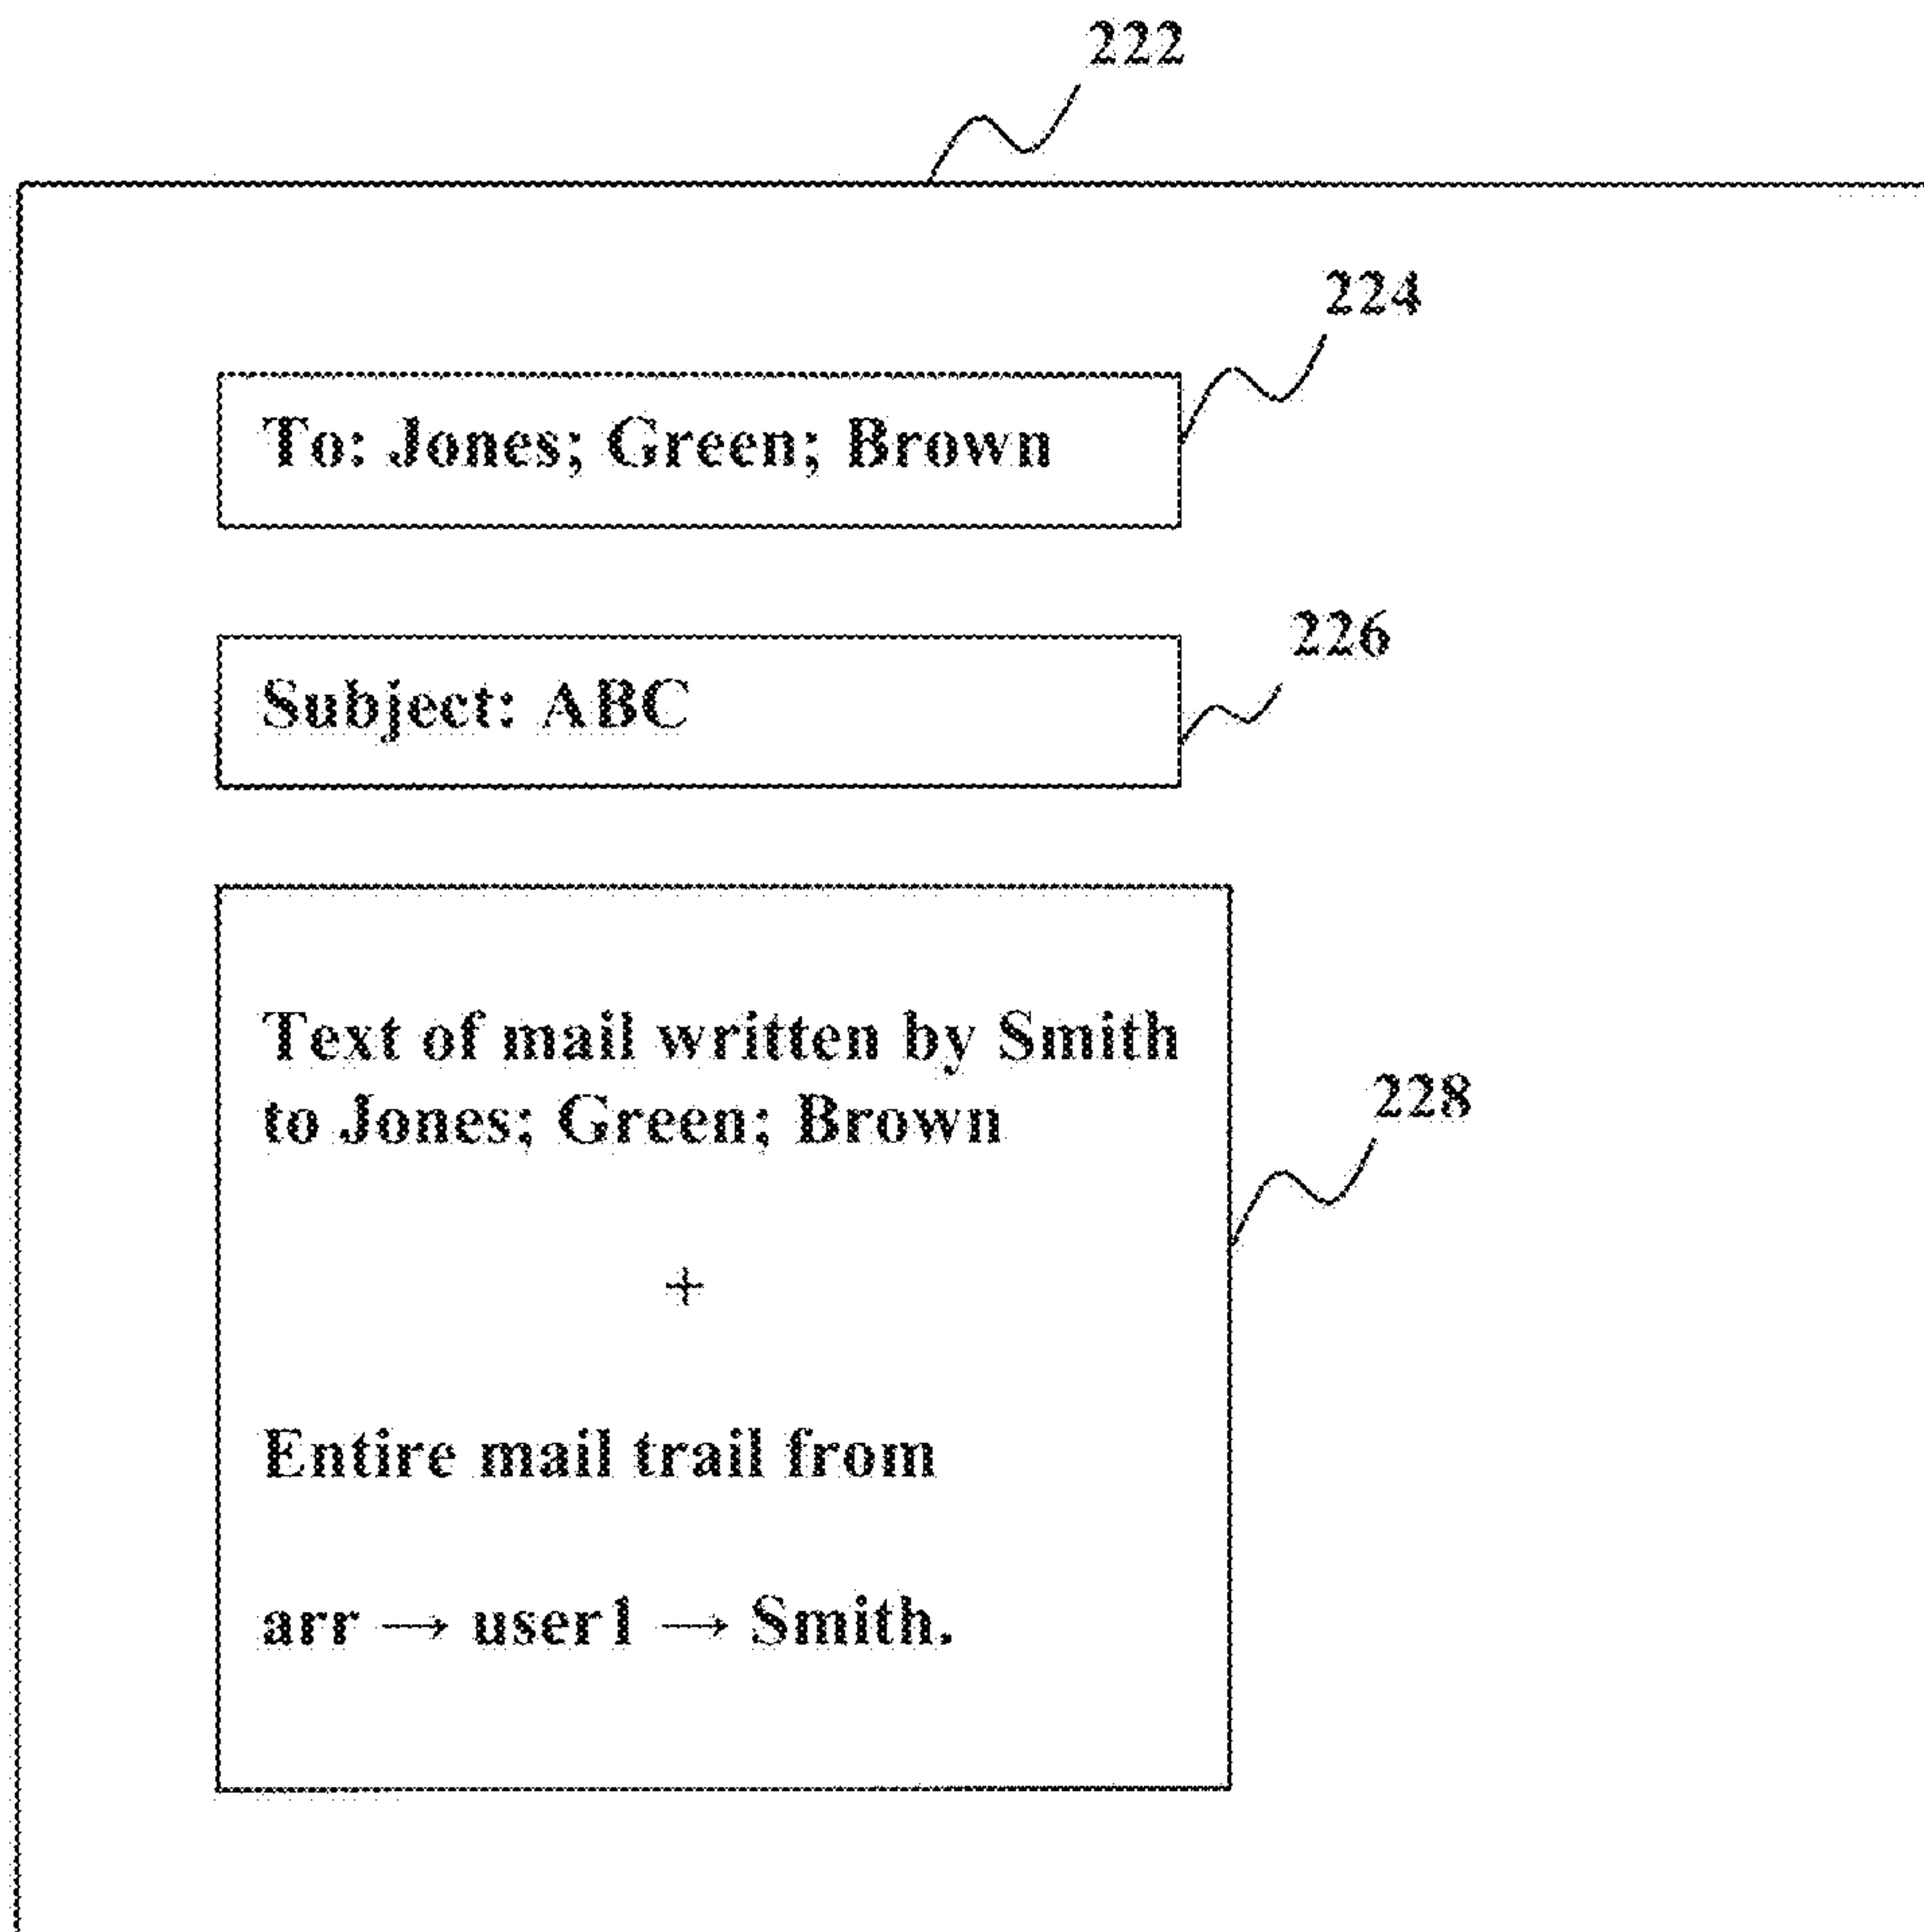 222
224
To: Jones; Green; Brown
226
Subject: ABC
Text of mail written by Smith
to Jones; Green; Brown
228
+
Entire mail trail from
arr → user1 → Smith.